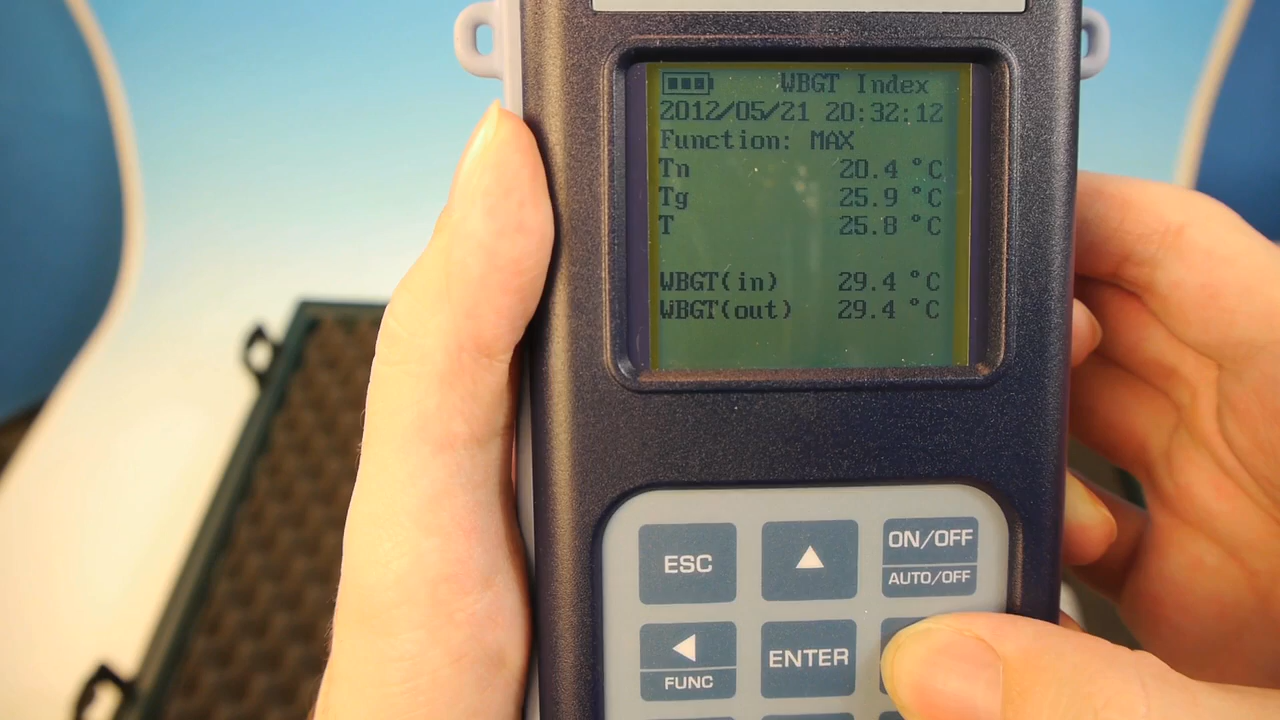 WBGT Index
2012/05/21 20:32:12
Function: MAX
Tn 20.4 °C
Tg 25.9 °C
T 25.8 °C
WBGT(in) 29.4 °C
WBGT(out) 29.4 °C
ESC
ON/OFF
AUTO/OFF
ENTER
FUNC